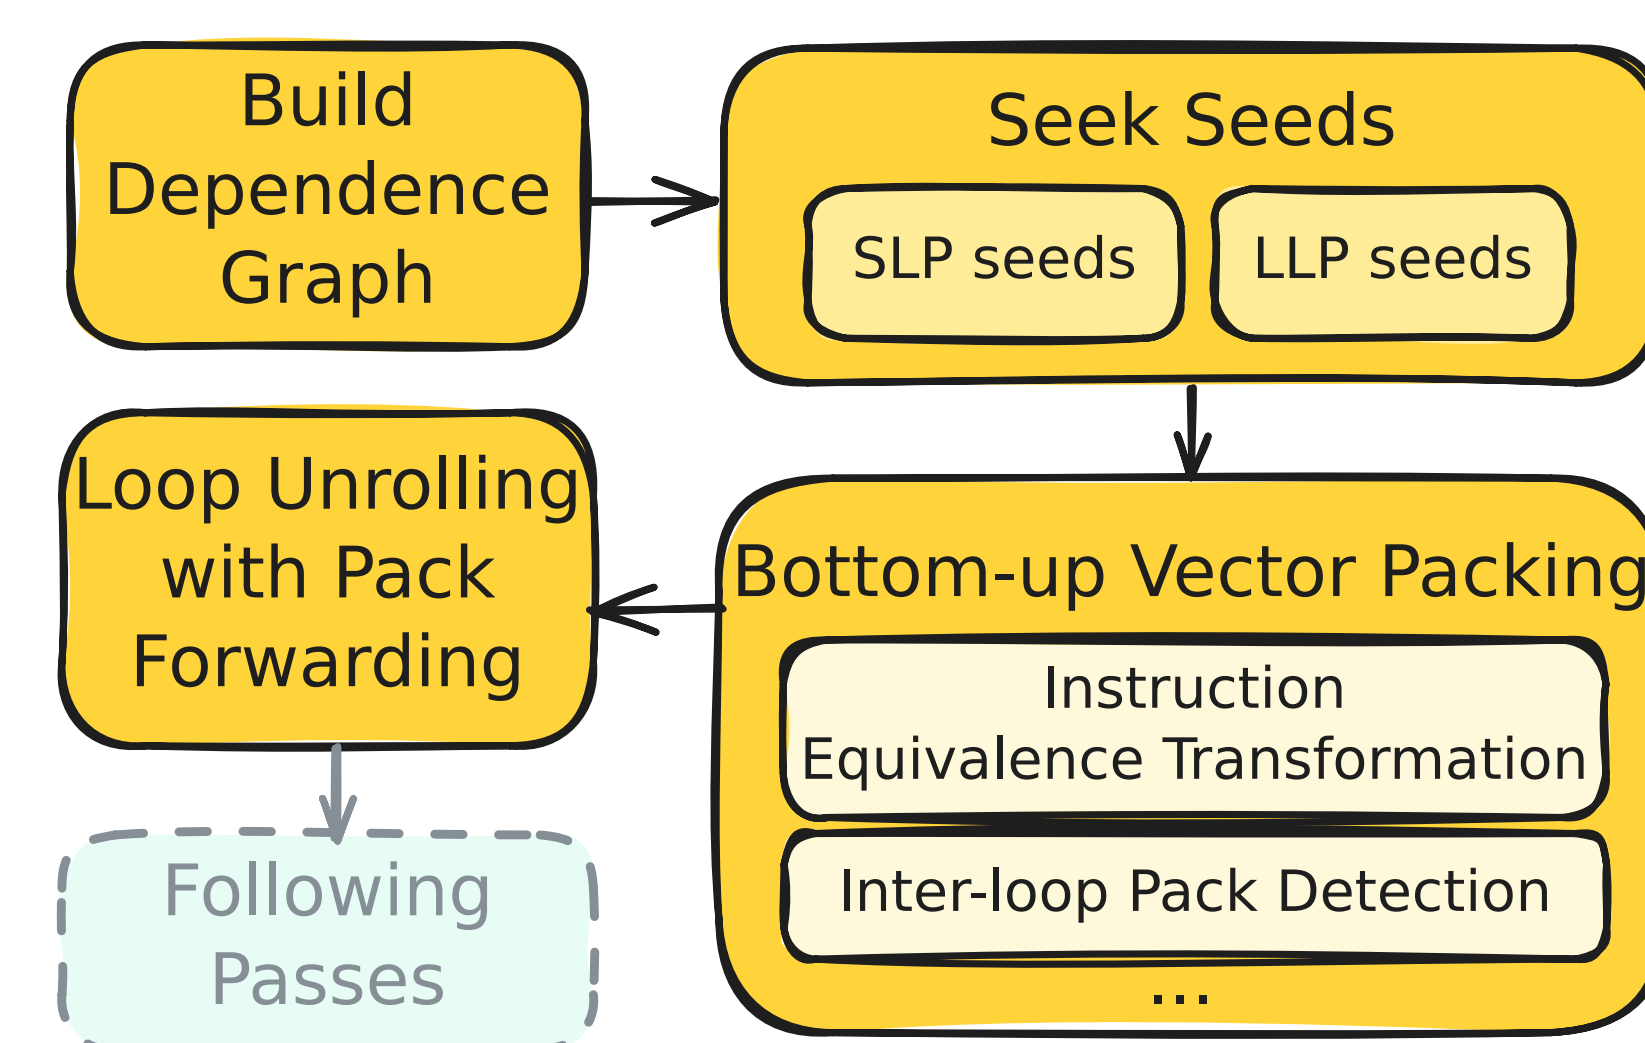 Build
Dependence
Graph
Seek Seeds
SLP seeds
LLP seeds
Bottom-up Vector Packing
Instruction
Equivalence Transformation
Inter-loop Pack Detection
...
Loop Unrolling
with Pack
Forwarding
Following
Passes